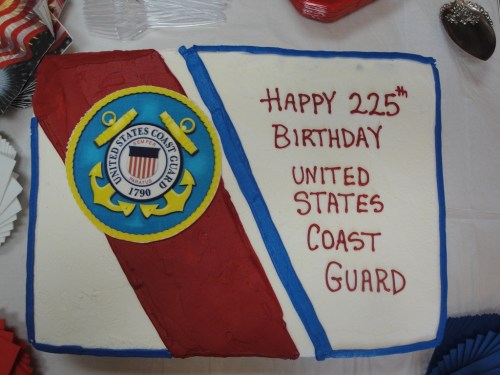 HAPPY 225th
BIRTHDAY
UNITED
STATES
COAST
GUARD
UNITED STATES COAST GUARD
SEMPER
PARATUS
1790